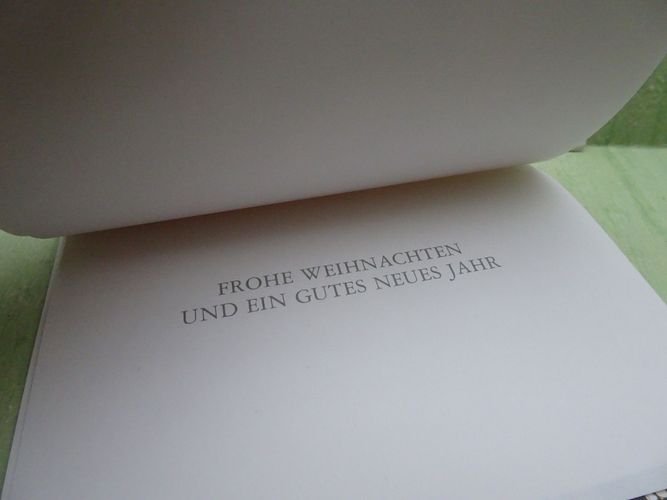 FROHE WEIHNACHTEN
UND EIN GUTES NEUES JAHR